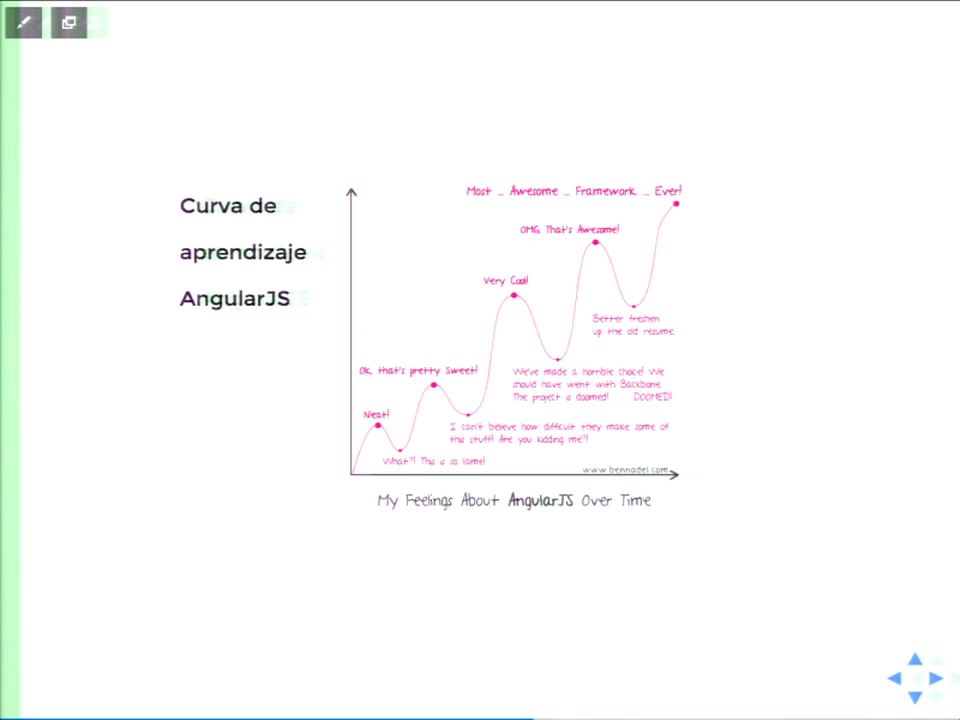 Curva de
aprendizaje
AngularJS
Most ... Awesome ... Framework ... Ever!
OMG, That's Awesome!
Very Cool!
Better freshen
up the old resume.
Ok, that's pretty Sweet!
We've made a horrible choice! We
should have went with Backbone.
The project is doomed! ... DOOMED!
Neat!
I can't believe how difficult they make some of
this stuff! Are you kidding me?!
What?! This is so lame!
www.bennadel.com
My Feelings About AngularJS Over Time